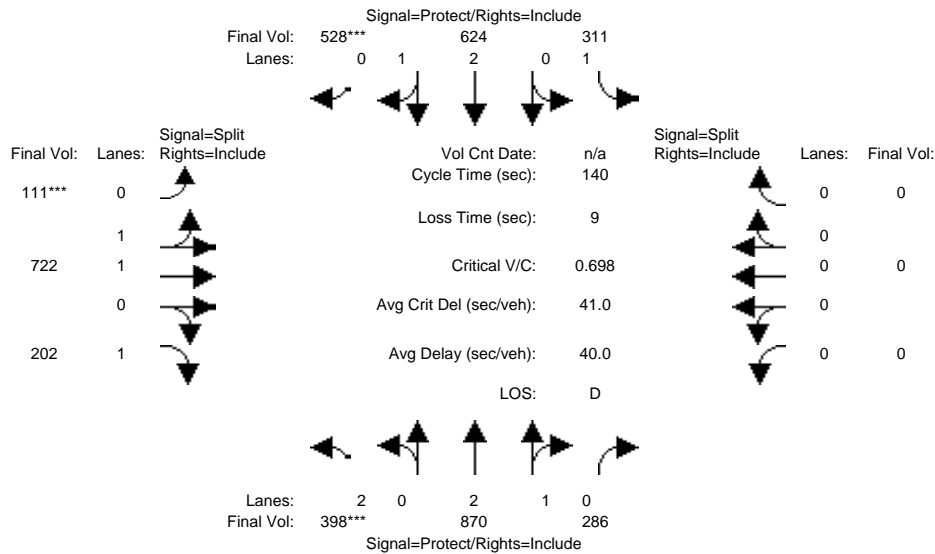 Signal=Protect/Rights=Include
Final Vol: 528*** 624 311
Lanes: 0 1 2 0 1
Signal=Split
Final Vol: Lanes: Rights=Include
Vol Cnt Date: n/a
Signal=Split
Rights=Include Lanes: Final Vol:
Cycle Time (sec): 140
111*** 0
0 0
Loss Time (sec): 9
1
0
722 1
Critical V/C: 0.698
0 0
0
Avg Crit Del (sec/veh): 41.0
0
202 1
Avg Delay (sec/veh): 40.0
0 0
LOS: D
Lanes: 2 0 2 1 0
Final Vol: 398*** 870 286
Signal=Protect/Rights=Include